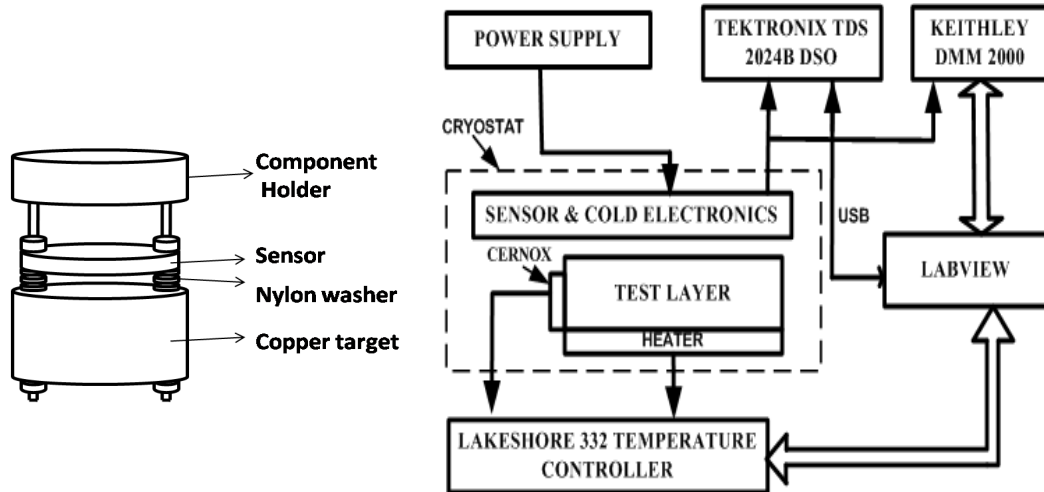 Component
Holder
Sensor
Nylon washer
Copper target
POWER SUPPLY
TEKTRONIX TDS
2024B DSO
KEITHLEY
DMM 2000
CRYOSTAT
SENSOR & COLD ELECTRONICS
USB
CERNOX
TEST LAYER
HEATER
LABVIEW
LAKESHORE 332 TEMPERATURE
CONTROLLER